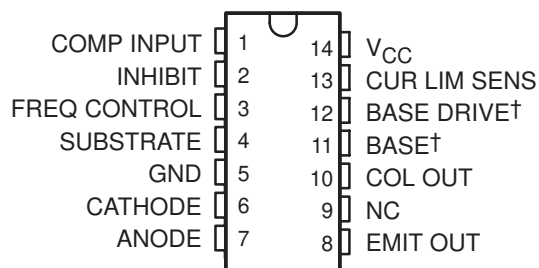 COMP INPUT 1 14 VCC
INHIBIT 2 13 CUR LIM SENS
FREQ CONTROL 3 12 BASE DRIVE†
SUBSTRATE 4 11 BASE†
GND 5 10 COL OUT
CATHODE 6 9 NC
ANODE 7 8 EMIT OUT